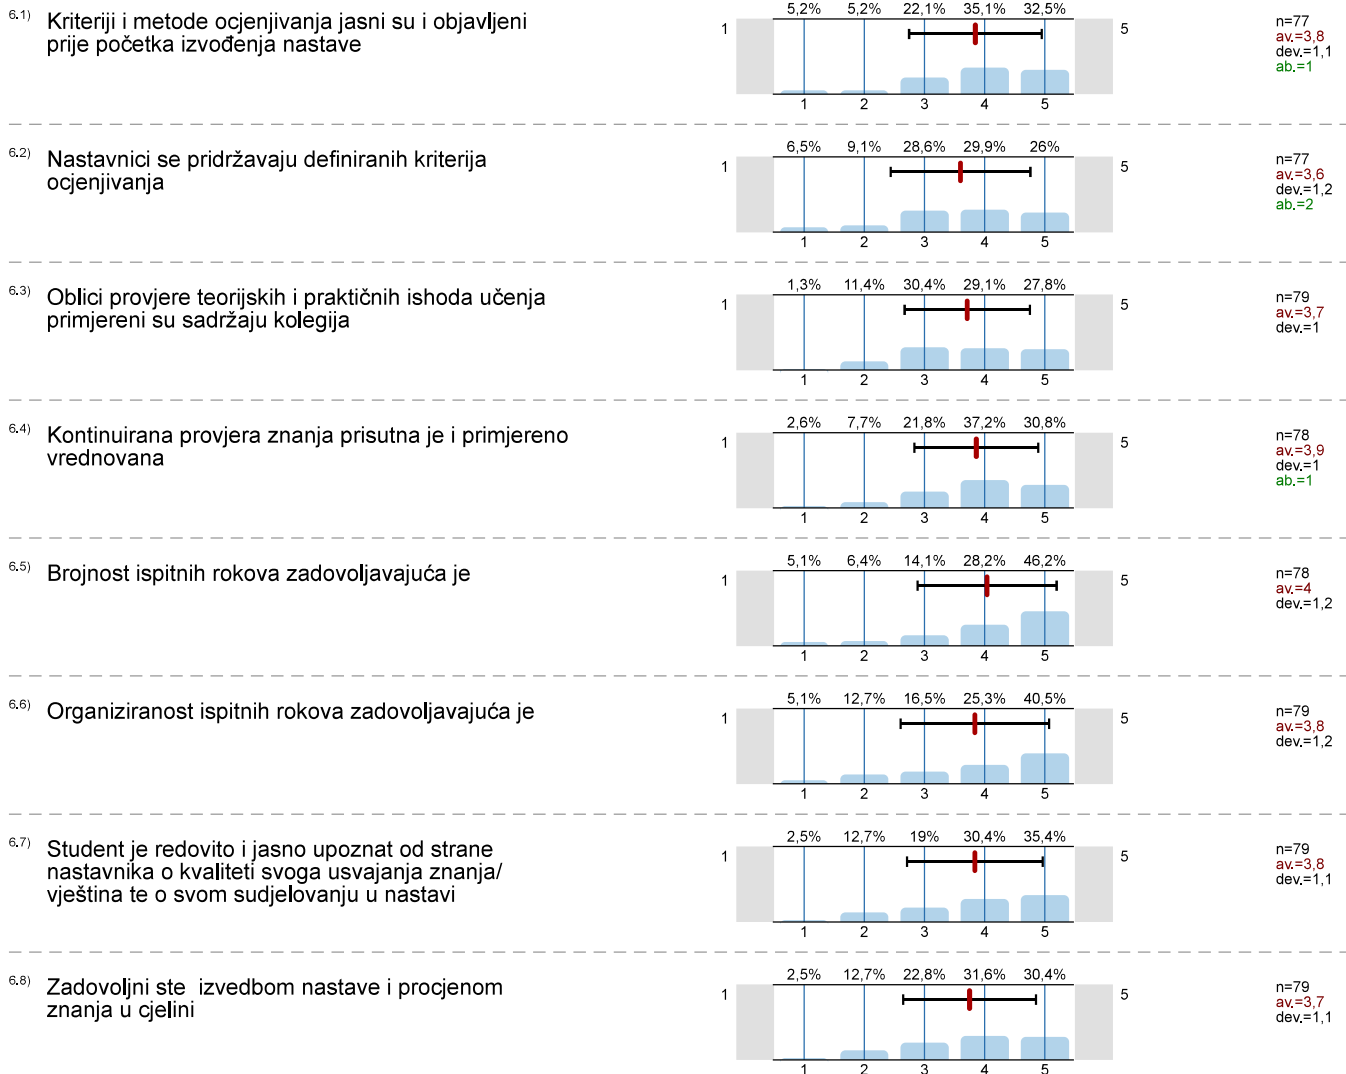 6.1) Kriteriji i metode ocjenjivanja jasni su i objavljeni
prije početka izvođenja nastave
5,2% 5,2% 22,1% 35,1% 32,5%
1 5
1 2 3 4 5
n=77
av.=3,8
dev.=1,1
ab.=1
6.2) Nastavnici se pridržavaju definiranih kriterija
ocjenjivanja
6,5% 9,1% 28,6% 29,9% 26%
1 5
1 2 3 4 5
n=77
av.=3,6
dev.=1,2
ab.=2
6.3) Oblici provjere teorijskih i praktičnih ishoda učenja
primjereni su sadržaju kolegija
1,3% 11,4% 30,4% 29,1% 27,8%
1 5
1 2 3 4 5
n=79
av.=3,7
dev.=1
6.4) Kontinuirana provjera znanja prisutna je i primjereno
vrednovana
2,6% 7,7% 21,8% 37,2% 30,8%
1 5
1 2 3 4 5
n=78
av.=3,9
dev.=1
ab.=1
6.5) Brojnost ispitnih rokova zadovoljavajuća je
5,1% 6,4% 14,1% 28,2% 46,2%
1 5
1 2 3 4 5
n=78
av.=4
dev.=1,2
6.6) Organiziranost ispitnih rokova zadovoljavajuća je
5,1% 12,7% 16,5% 25,3% 40,5%
1 5
1 2 3 4 5
n=79
av.=3,8
dev.=1,2
6.7) Student je redovito i jasno upoznat od strane
nastavnika o kvaliteti svoga usvajanja znanja/
vještina te o svom sudjelovanju u nastavi
2,5% 12,7% 19% 30,4% 35,4%
1 5
1 2 3 4 5
n=79
av.=3,8
dev.=1,1
6.8) Zadovoljni ste izvedbom nastave i procjenom
znanja u cjelini
2,5% 12,7% 22,8% 31,6% 30,4%
1 5
1 2 3 4 5
n=79
av.=3,7
dev.=1,1